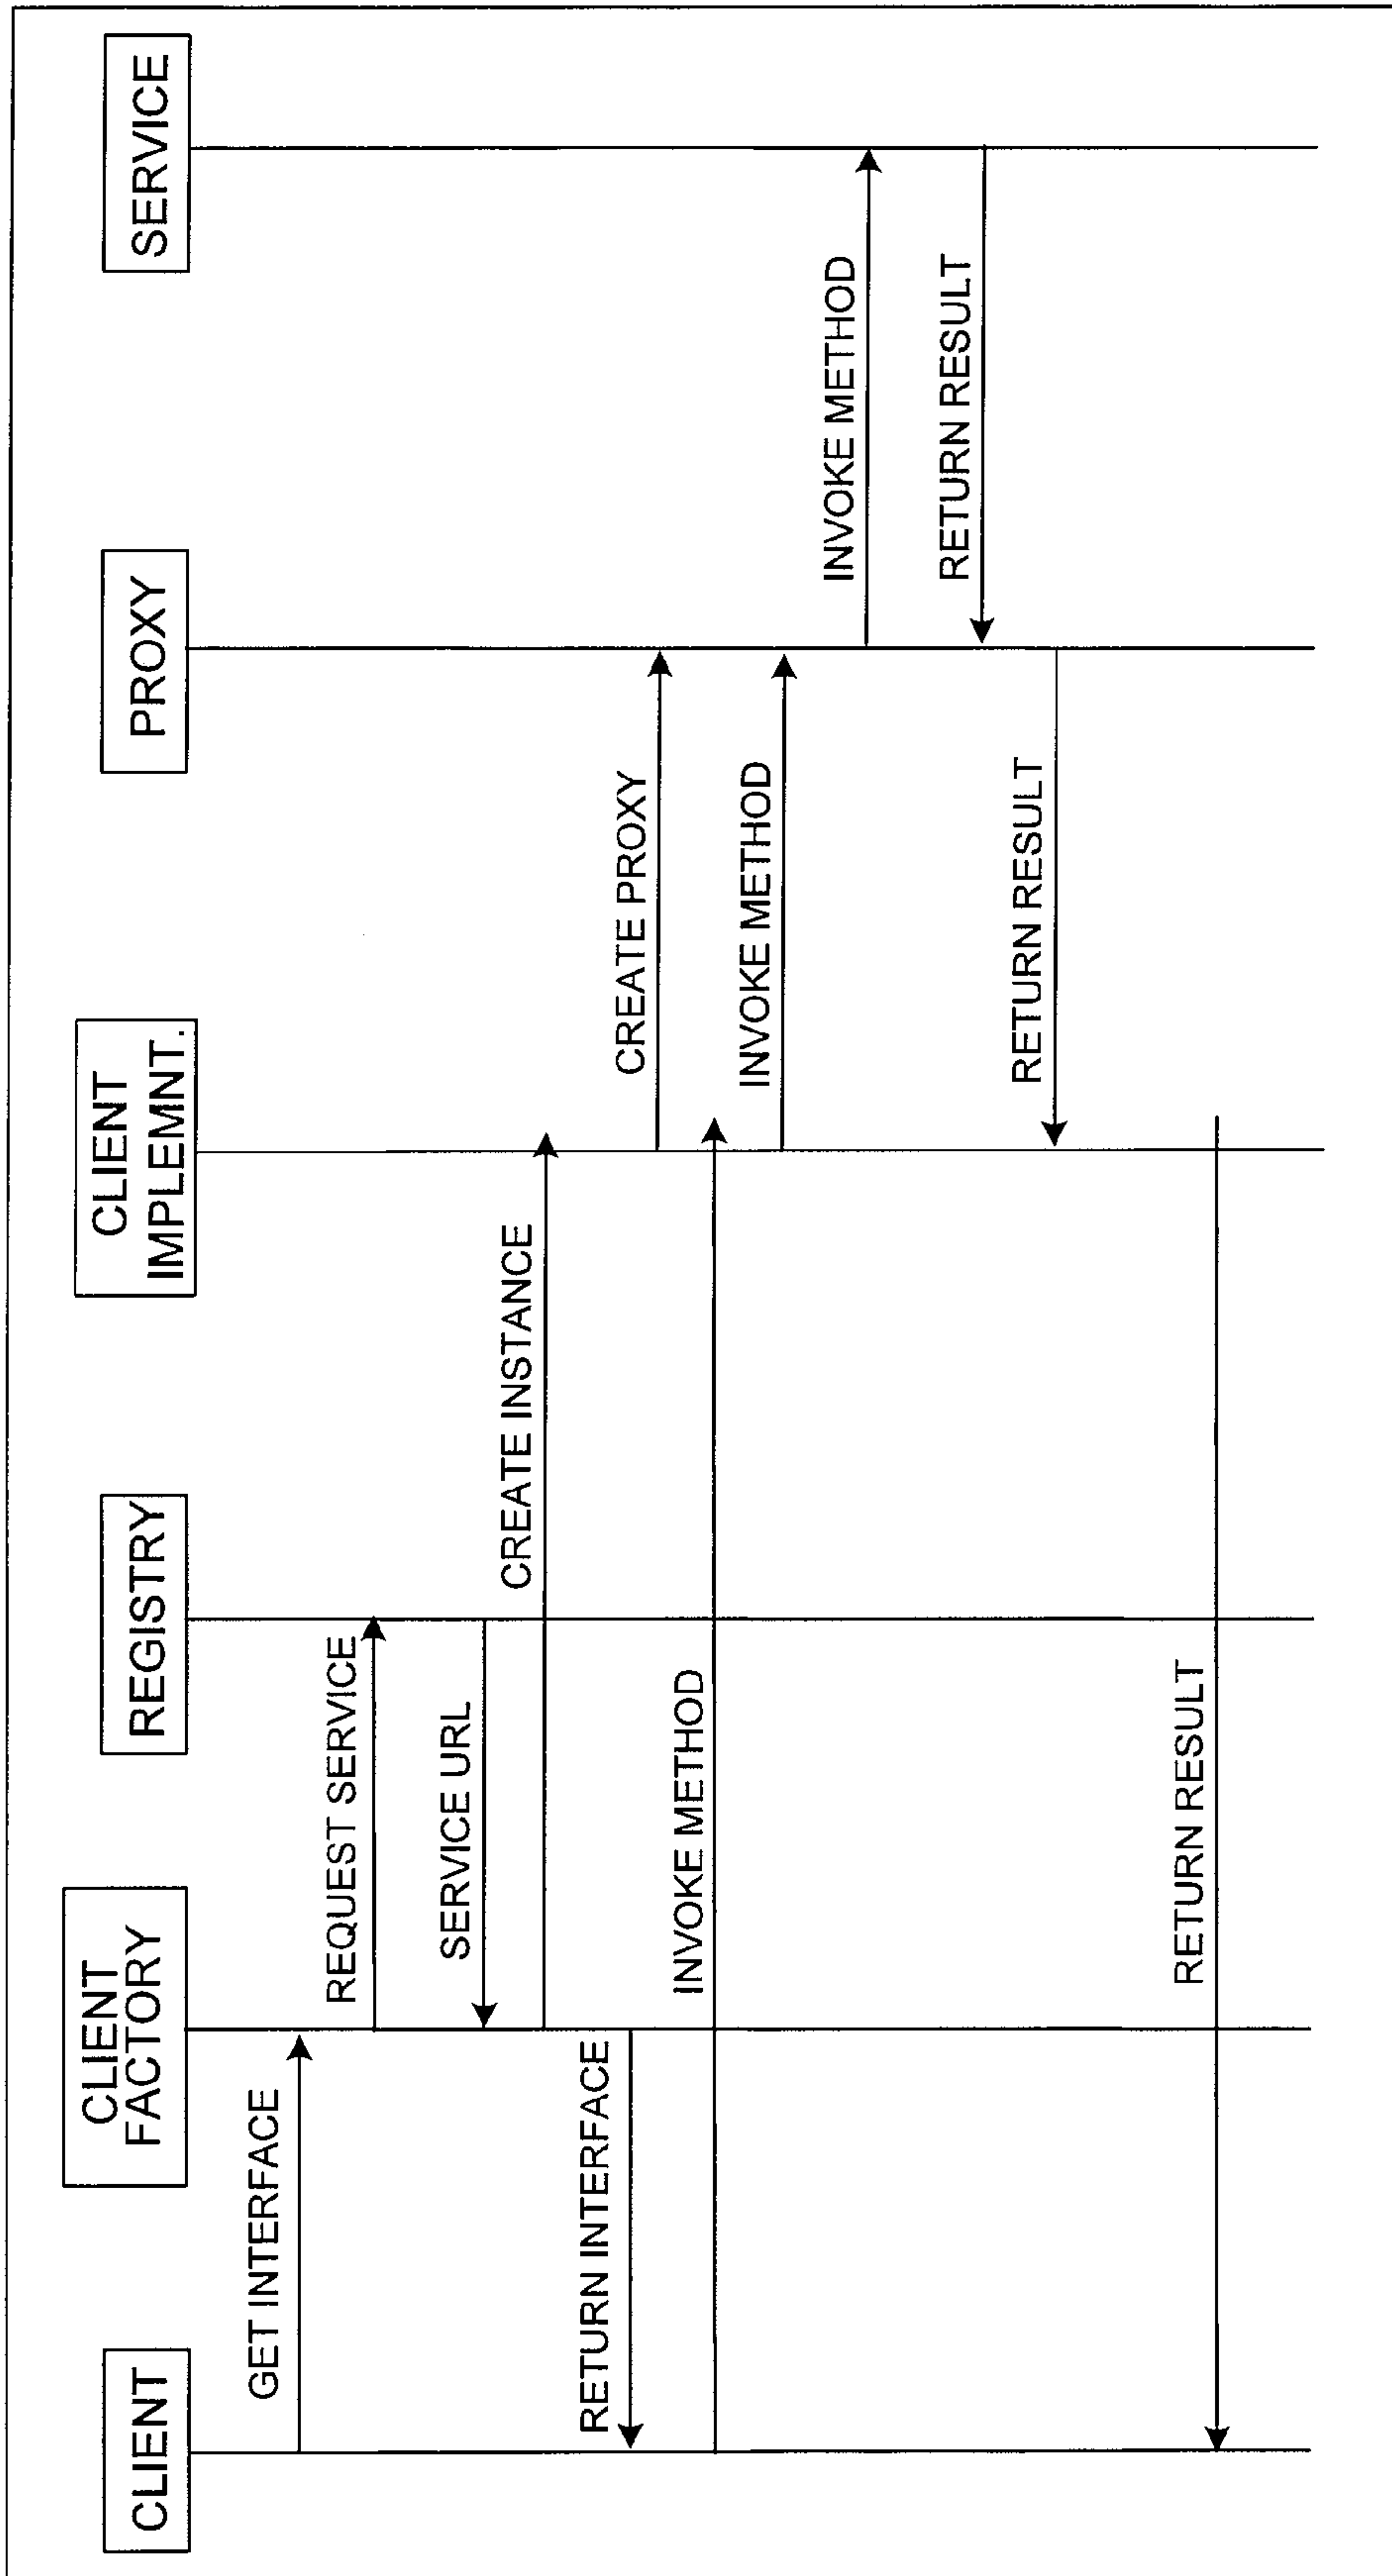 CLIENT
CLIENT
FACTORY
REGISTRY
CLIENT
IMPLEMNT.
PROXY
SERVICE
GET INTERFACE
REQUEST SERVICE
SERVICE URL
CREATE INSTANCE
RETURN INTERFACE
CREATE PROXY
INVOKE METHOD
INVOKE METHOD
INVOKE METHOD
RETURN RESULT
RETURN RESULT
RETURN RESULT